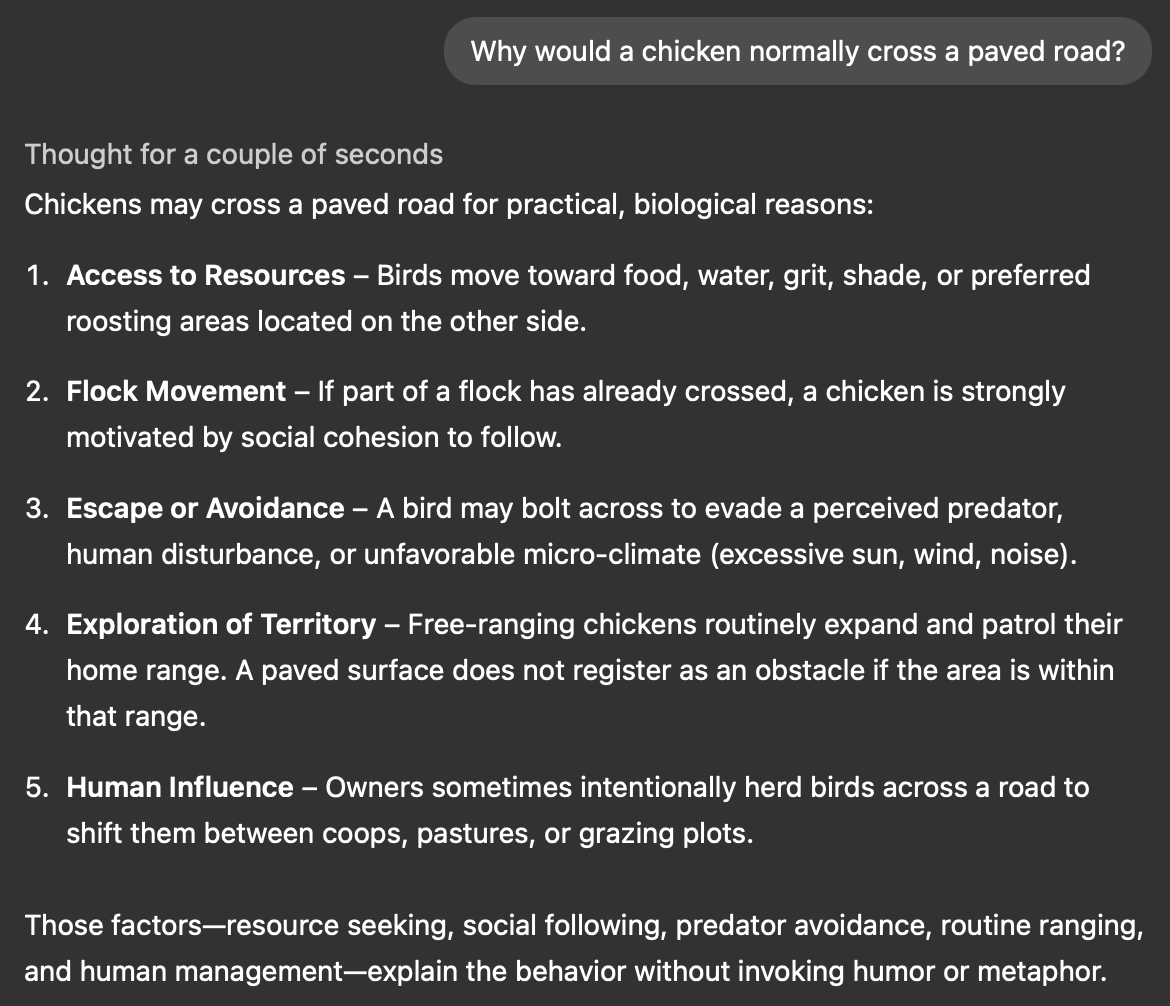 Why would a chicken normally cross a paved road?
Thought for a couple of seconds
Chickens may cross a paved road for practical, biological reasons:
1. Access to Resources – Birds move toward food, water, grit, shade, or preferred
roosting areas located on the other side.
2. Flock Movement – If part of a flock has already crossed, a chicken is strongly
motivated by social cohesion to follow.
3. Escape or Avoidance – A bird may bolt across to evade a perceived predator,
human disturbance, or unfavorable micro-climate (excessive sun, wind, noise).
4. Exploration of Territory – Free-ranging chickens routinely expand and patrol their
home range. A paved surface does not register as an obstacle if the area is within
that range.
5. Human Influence – Owners sometimes intentionally herd birds across a road to
shift them between coops, pastures, or grazing plots.
Those factors—resource seeking, social following, predator avoidance, routine ranging,
and human management—explain the behavior without invoking humor or metaphor.